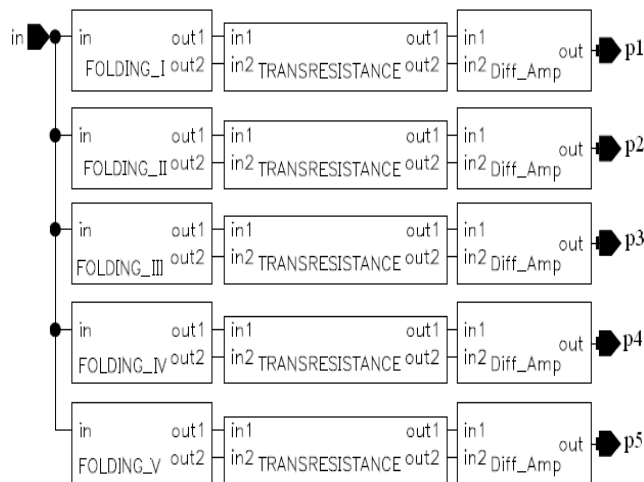 in
in out1 in1 out1 in1 out p1
FOLDING_I out2 in2 TRANSRESISTANCE out2 in2 Diff_Amp
in out1 in1 out1 in1 out p2
FOLDING_II out2 in2 TRANSRESISTANCE out2 in2 Diff_Amp
in out1 in1 out1 in1 out p3
FOLDING_III out2 in2 TRANSRESISTANCE out2 in2 Diff_Amp
in out1 in1 out1 in1 out p4
FOLDING_IV out2 in2 TRANSRESISTANCE out2 in2 Diff_Amp
in out1 in1 out1 in1 out p5
FOLDING_V out2 in2 TRANSRESISTANCE out2 in2 Diff_Amp